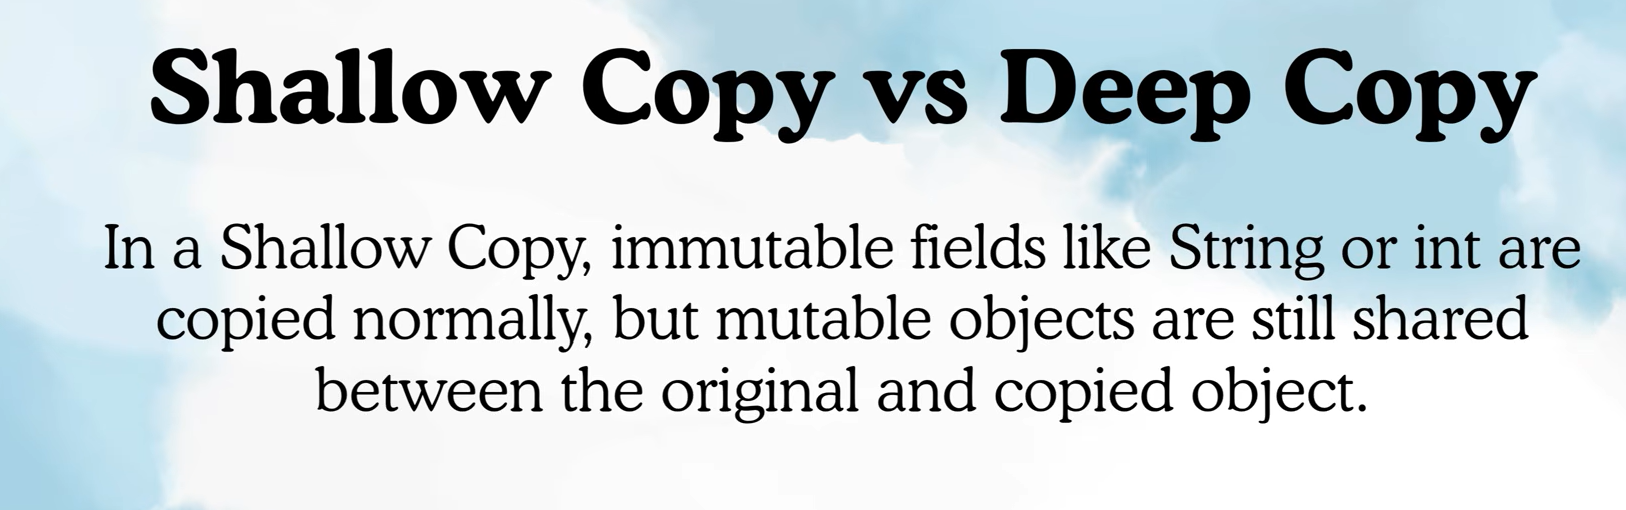 Shallow Copy vs Deep Copy
In a Shallow Copy, immutable fields like String or int are
copied normally, but mutable objects are still shared
between the original and copied object.